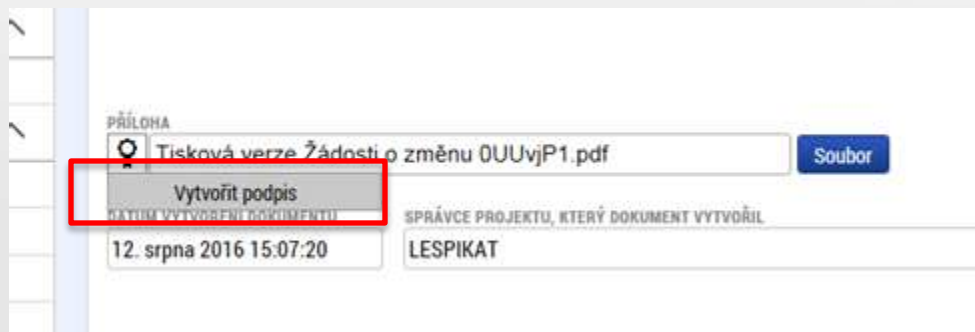 PŘÍLOHA
Tisková verze Žádosti o změnu 0UUvjP1.pdf
Soubor
Vytvořit podpis
DATUM VYTVOŘENÍ DOKUMENTU
SPRÁVCE PROJEKTU, KTERÝ DOKUMENT VYTVOŘIL
12. srpna 2016 15:07:20
LESPIKAT